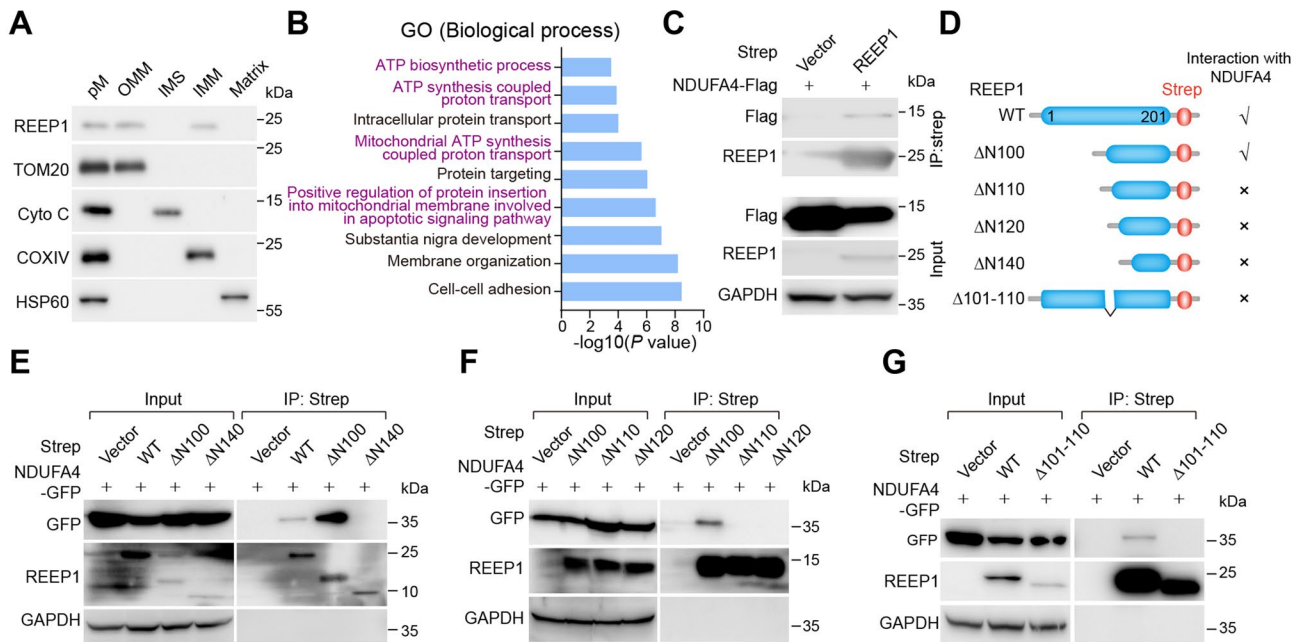 A
pM OMM IMS IMM Matrix
kDa
REEP1
25
TOM20
20
Cyto C
15
COXIV
25
HSP60
55
B
GO (Biological process)
ATP biosynthetic process
ATP synthesis coupled
proton transport
Intracellular protein transport
Mitochondrial ATP synthesis
coupled proton transport
Protein targeting
Positive regulation of protein insertion
into mitochondrial membrane involved
in apoptotic signaling pathway
Substantia nigra development
Membrane organization
Cell-cell adhesion
0 2 4 6 8 10
-log10(P value)
C
Strep Vector REEP1
NDUFA4-Flag + + kDa
Flag 15
REEP1 25
IP:strep
Flag 15
REEP1 25
GAPDH 35
Input
D
Interaction with
NDUFA4
REEP1 Strep
WT 1 201 √
ΔN100 √
ΔN110 ×
ΔN120 ×
ΔN140 ×
Δ101-110 ×
E
Input IP: Strep
Strep Vector WT ΔN100 ΔN140 Vector WT ΔN100 ΔN140
NDUFA4
-GFP + + + + + + + + kDa
GFP 35
REEP1 25
10
GAPDH 35
F
Input IP: Strep
Strep Vector ΔN100 ΔN110 ΔN120 Vector ΔN100 ΔN110 ΔN120
NDUFA4
-GFP + + + + + + + + kDa
GFP 35
REEP1 15
GAPDH 35
G
Input IP: Strep
Strep Vector WT Δ101-110 Vector WT Δ101-110
NDUFA4
-GFP + + + + + + kDa
GFP 35
REEP1 25
GAPDH 35